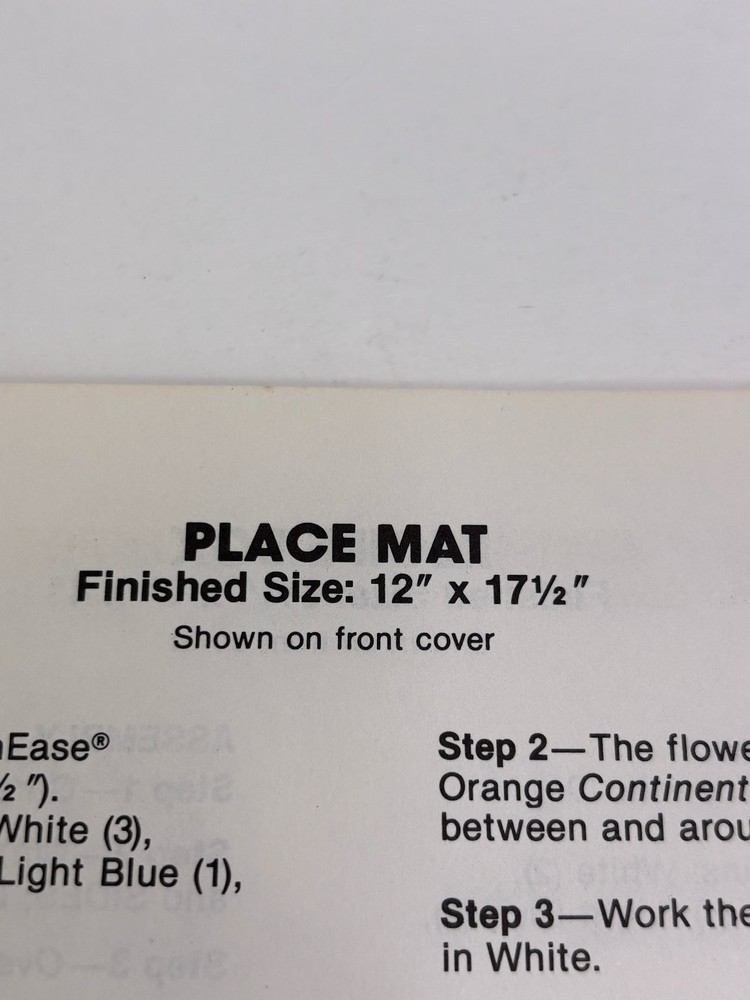 PLACE MAT
Finished Size: 12" x 17½"
Shown on front cover
Ease®
½").
White (3),
Light Blue (1),
Step 2—The flowe
Orange Continent
between and arou
Step 3—Work the
in White.